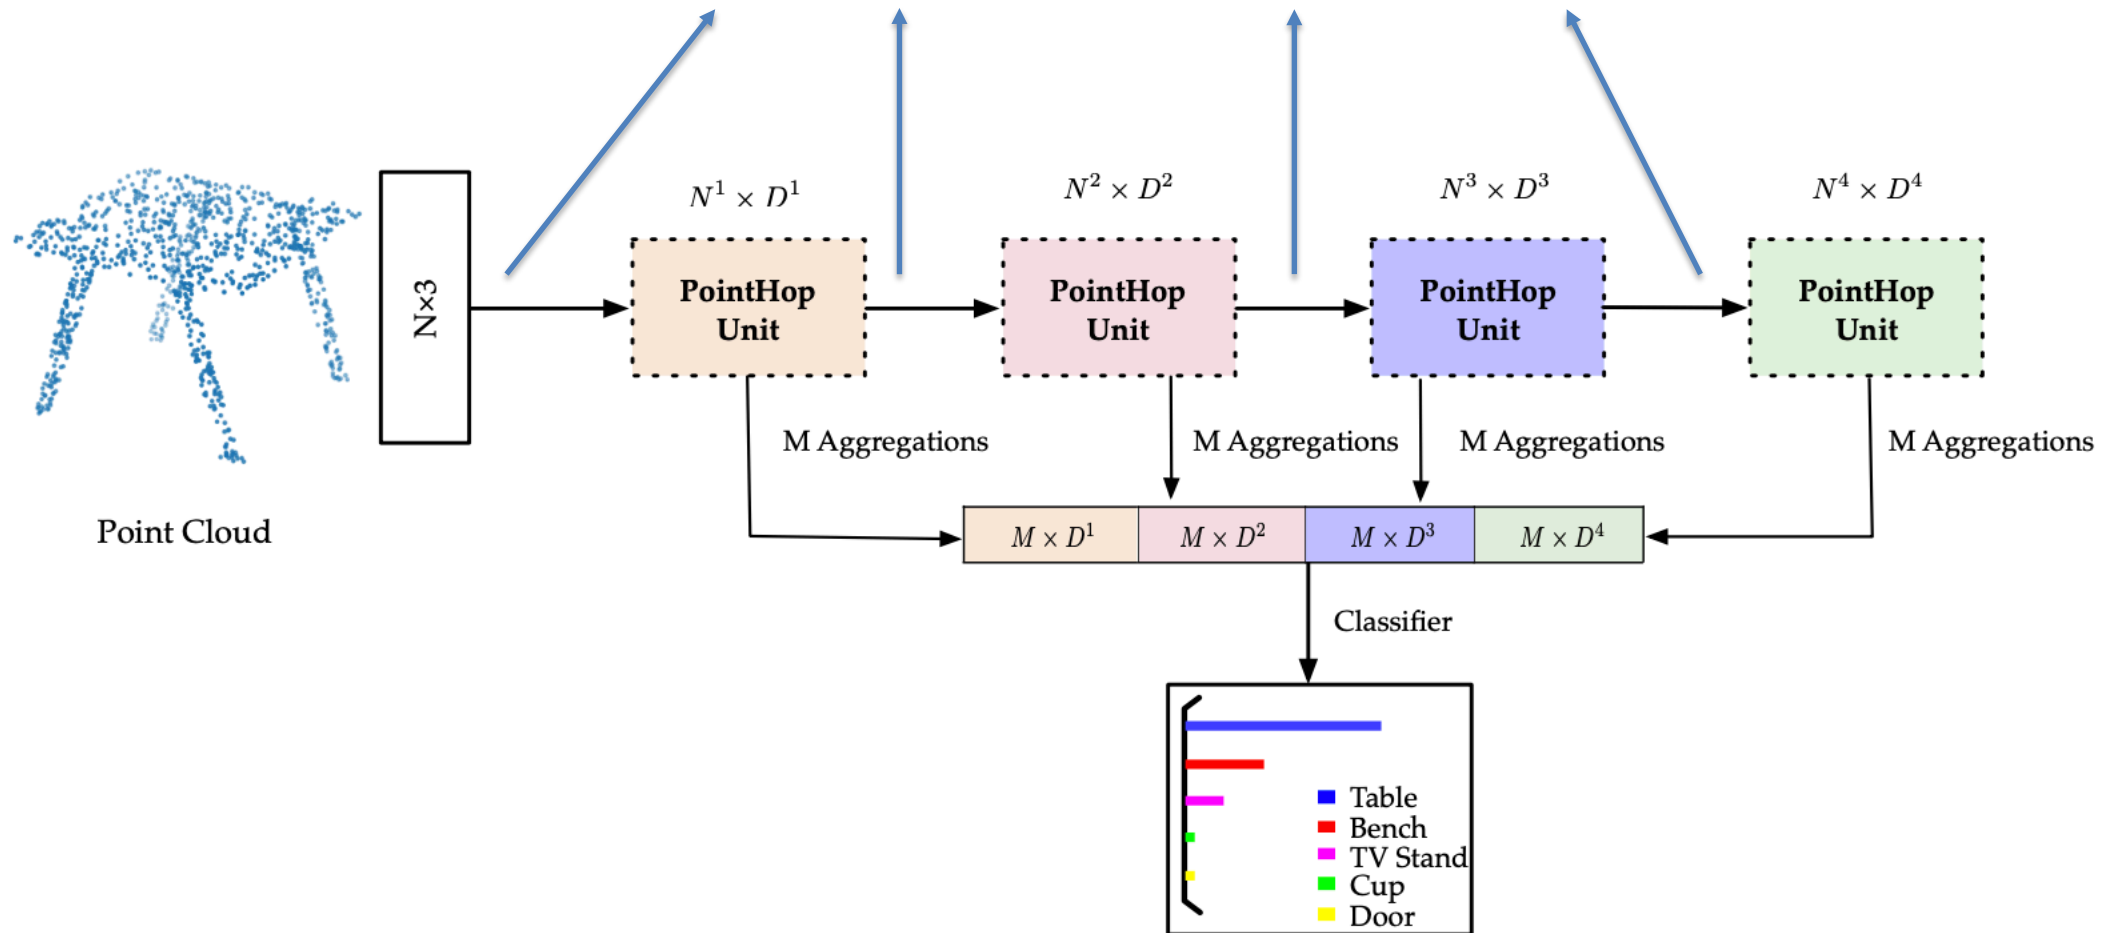 N×3
Point Cloud
N¹ × D¹
N² × D²
N³ × D³
N⁴ × D⁴
PointHop
Unit
PointHop
Unit
PointHop
Unit
PointHop
Unit
M Aggregations
M Aggregations
M Aggregations
M Aggregations
M × D¹
M × D²
M × D³
M × D⁴
Classifier
Table
Bench
TV Stand
Cup
Door